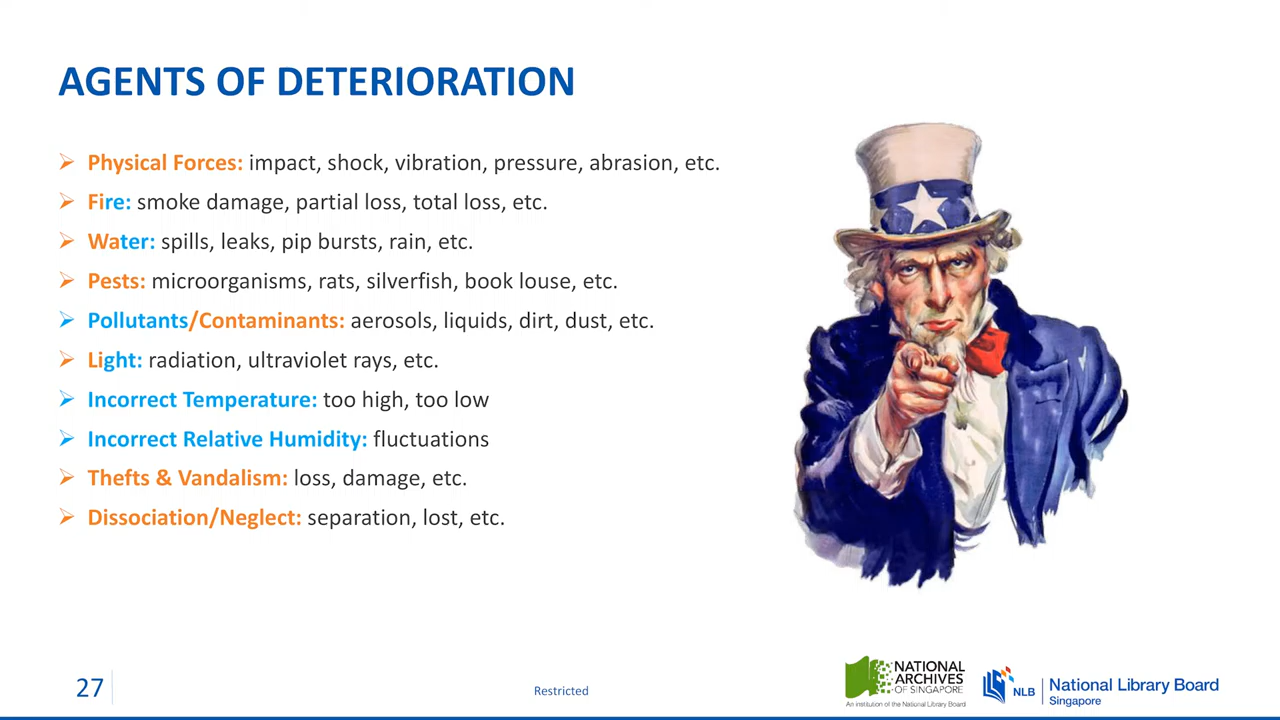 AGENTS OF DETERIORATION
Physical Forces: impact, shock, vibration, pressure, abrasion, etc.
Fire: smoke damage, partial loss, total loss, etc.
Water: spills, leaks, pip bursts, rain, etc.
Pests: microorganisms, rats, silverfish, book louse, etc.
Pollutants/Contaminants: aerosols, liquids, dirt, dust, etc.
Light: radiation, ultraviolet rays, etc.
Incorrect Temperature: too high, too low
Incorrect Relative Humidity: fluctuations
Thefts & Vandalism: loss, damage, etc.
Dissociation/Neglect: separation, lost, etc.
27
Restricted
NATIONAL
ARCHIVES
OF SINGAPORE
An institution of the National Library Board
NLB
National Library Board
Singapore